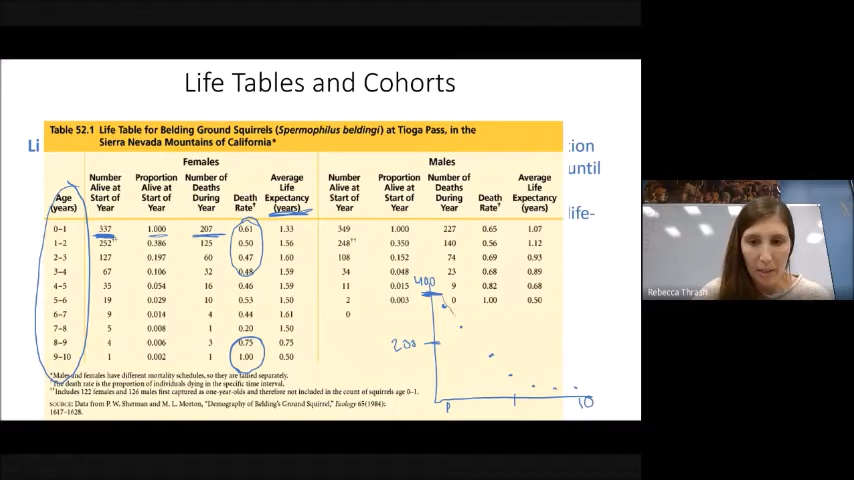 Life Tables and Cohorts
Table 52.1 Life Table for Belding Ground Squirrels (Spermophilus beldingi) at Tioga Pass, in the
Sierra Nevada Mountains of California*
Li
tion
until
life-
Females Males
Age (years) Number Alive at Start of Year Proportion Alive at Start of Year Number of Deaths During Year Death Rate† Average Life Expectancy (years) Number Alive at Start of Year Proportion Alive at Start of Year Number of Deaths During Year Death Rate† Average Life Expectancy (years)
0–1 337 1.000 207 0.61 1.33 349 1.000 227 0.65 1.07
1–2 252†† 0.386 125 0.50 1.56 248†† 0.350 140 0.56 1.12
2–3 127 0.197 60 0.47 1.60 108 0.152 74 0.69 0.93
3–4 67 0.106 32 0.48 1.59 34 0.048 23 0.68 0.89
4–5 35 0.054 16 0.46 1.59 11 0.015 9 0.82 0.68
5–6 19 0.029 10 0.53 1.50 2 0.003 0 1.00 0.50
6–7 9 0.014 4 0.44 1.61 0
7–8 5 0.008 1 0.20 1.50
8–9 4 0.006 3 0.75 0.75
9–10 1 0.002 1 1.00 0.50
400
200
10
*Males and females have different mortality schedules, so they are tallied separately.
†The death rate is the proportion of individuals dying in the specific time interval.
††Includes 122 females and 126 males first captured as one-year-olds and therefore not included in the count of squirrels age 0–1.
SOURCE: Data from P. W. Sherman and M. L. Morton, "Demography of Belding's Ground Squirrel," Ecology 65(1984):
1617–1628.
Rebecca Thrash